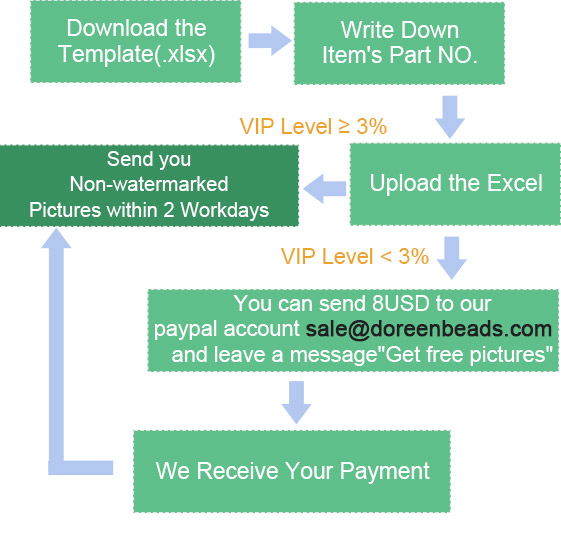 Download the
Template(.xlsx)
Write Down
Item's Part NO.
VIP Level ≥ 3%
Upload the Excel
Send you
Non-watermarked
Pictures within 2 Workdays
VIP Level < 3%
You can send 8USD to our
paypal account sale@doreenbeads.com
and leave a message"Get free pictures"
We Receive Your Payment